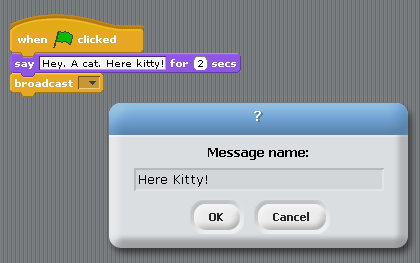 when clicked
say Hey. A cat. Here kitty! for 2 secs
broadcast
?
Message name:
Here Kitty!
OK Cancel